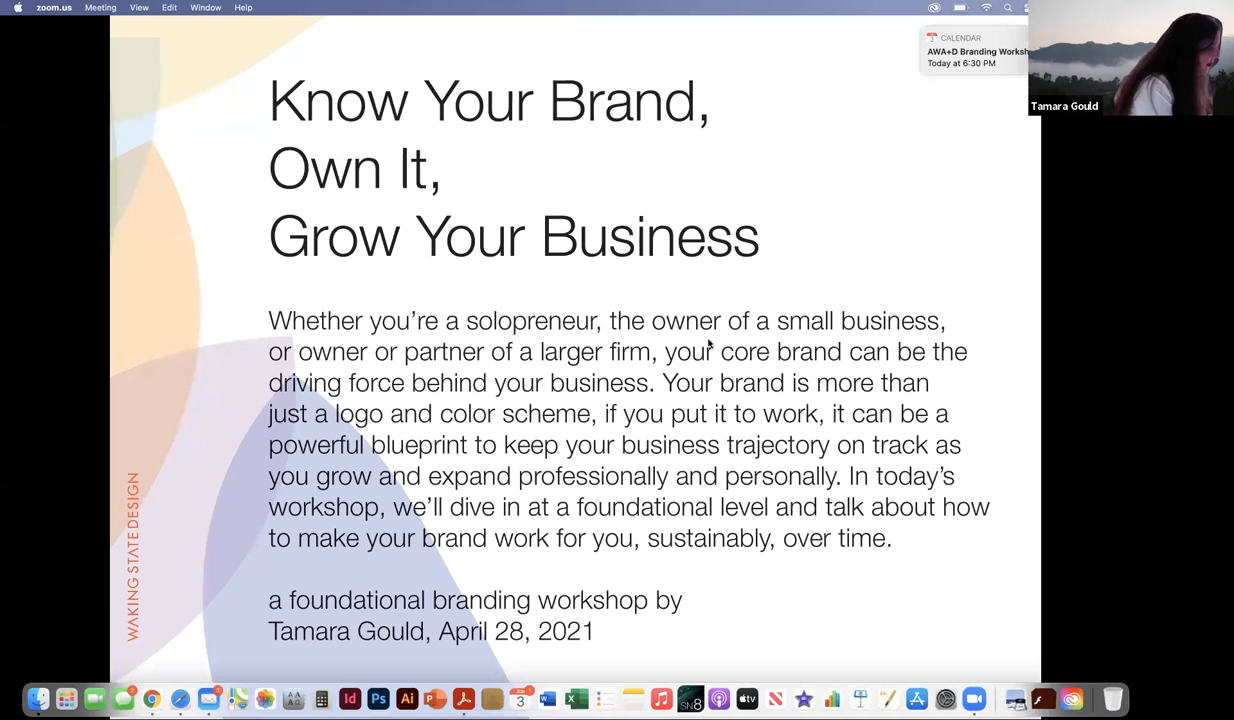 zoom.us Meeting View Edit Window Help
CALENDAR
AWA+D Branding Worksh
Today at 6:30 PM
Tamara Gould
Know Your Brand,
Own It,
Grow Your Business
Whether you’re a solopreneur, the owner of a small business,
or owner or partner of a larger firm, your core brand can be the
driving force behind your business. Your brand is more than
just a logo and color scheme, if you put it to work, it can be a
powerful blueprint to keep your business trajectory on track as
you grow and expand professionally and personally. In today’s
workshop, we’ll dive in at a foundational level and talk about how
to make your brand work for you, sustainably, over time.
a foundational branding workshop by
Tamara Gould, April 28, 2021
WAKING STATE DESIGN
Id Ps Ai 3 SN8 tv